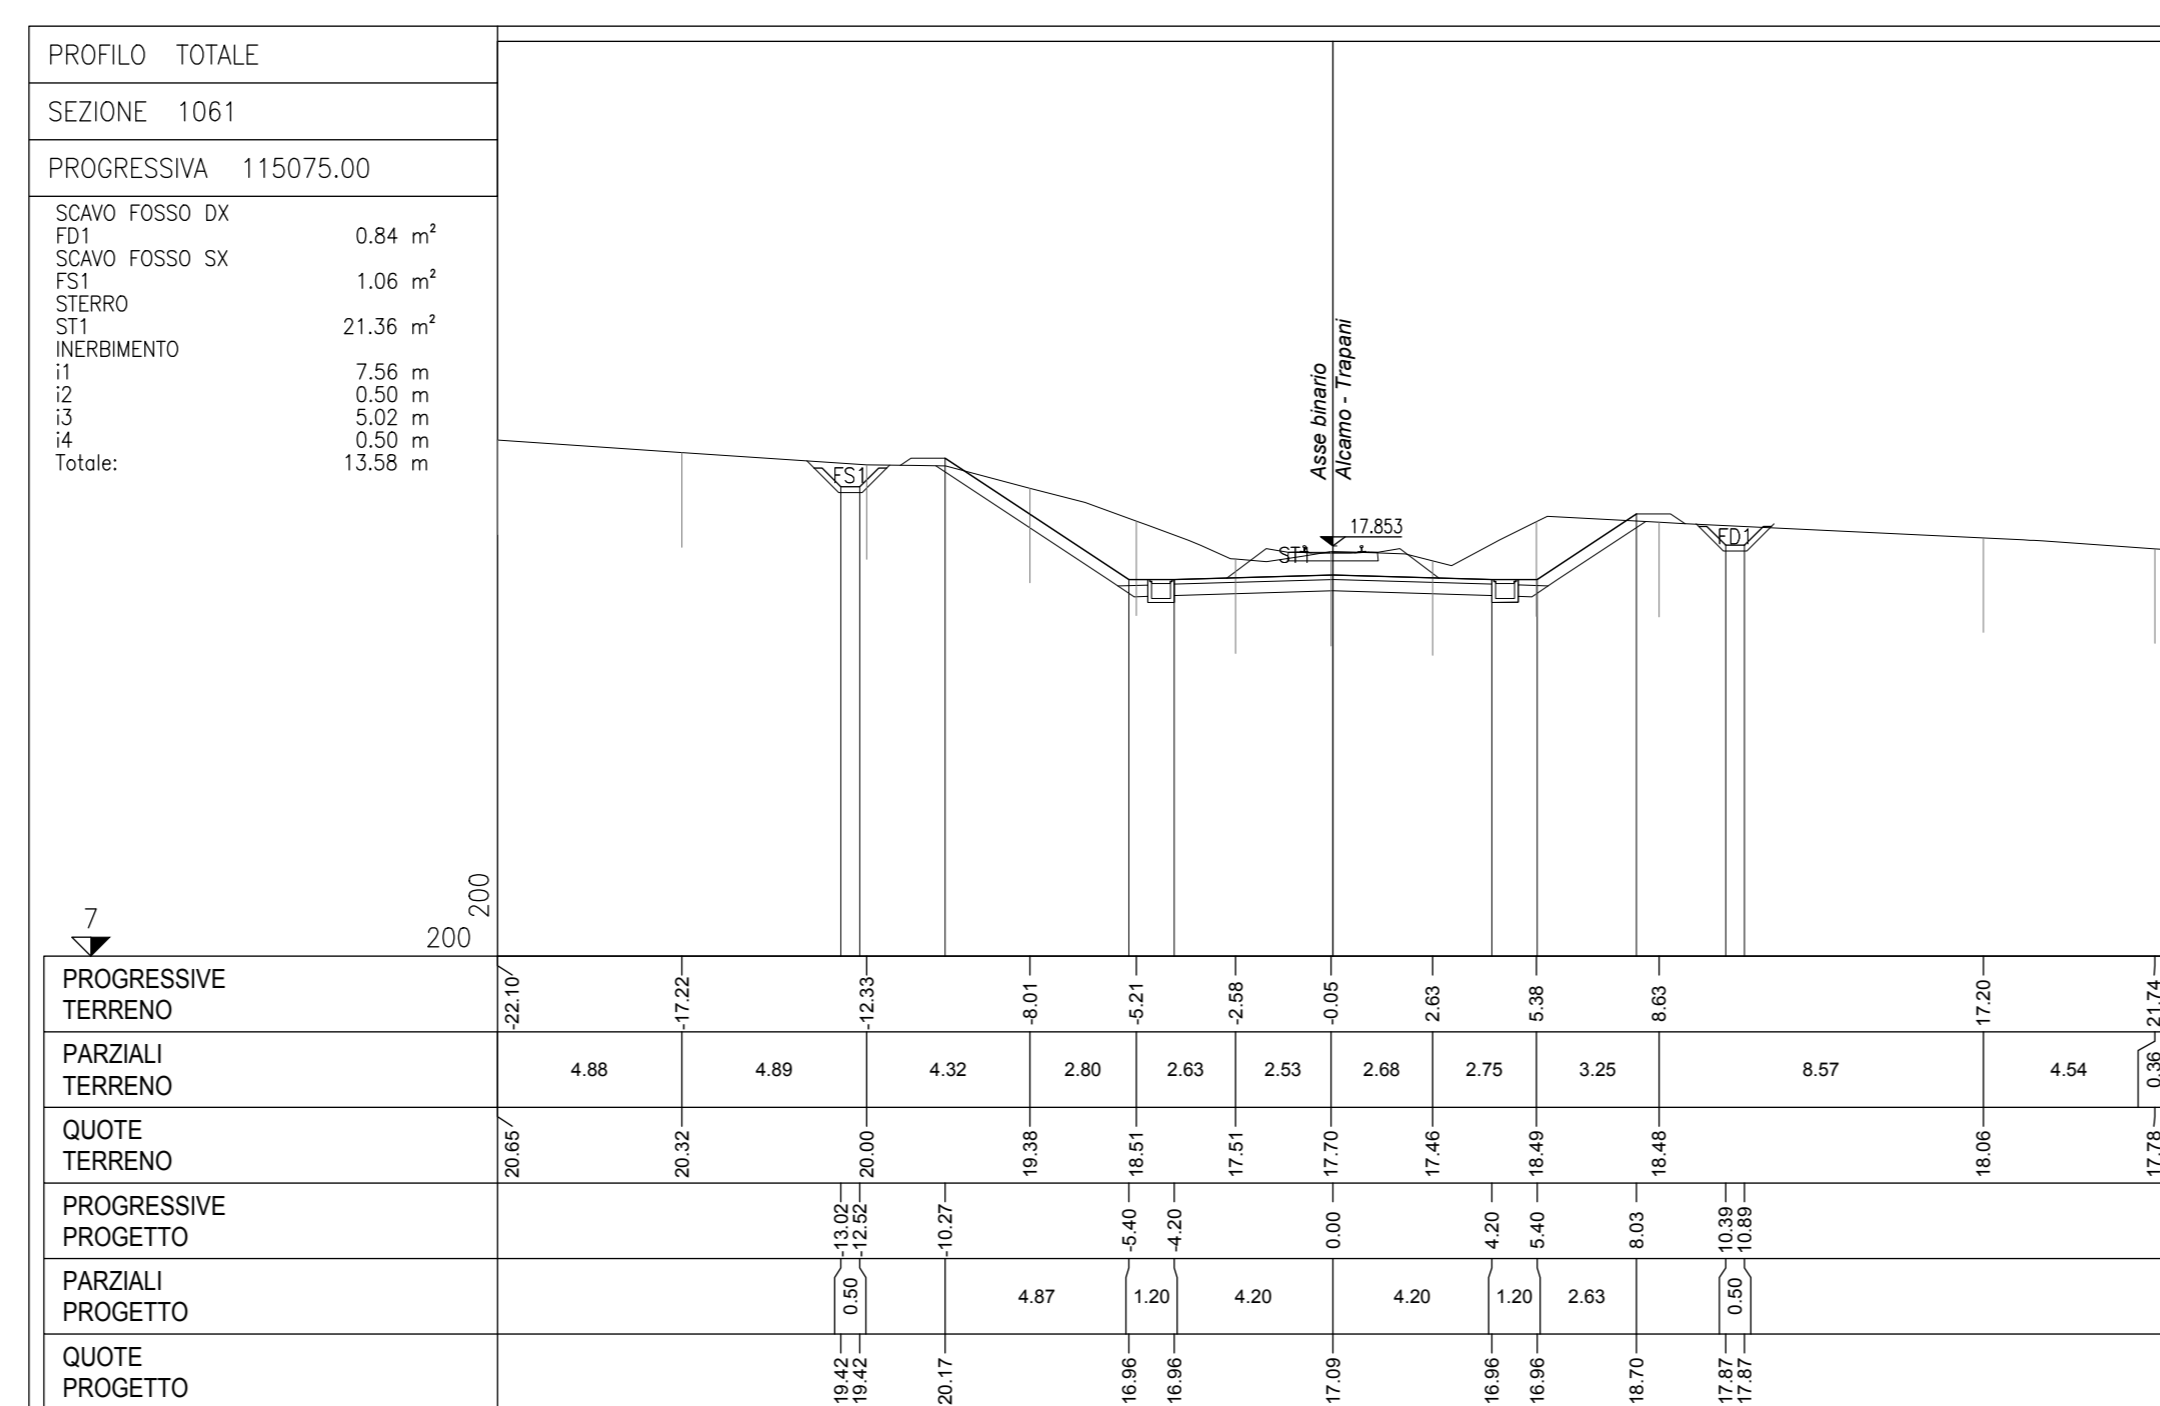 PROFILO TOTALE
SEZIONE 1061
PROGRESSIVA 115075.00
SCAVO FOSSO DX
FD1 0.84 m²
SCAVO FOSSO SX
FS1 1.06 m²
STERRO
ST1 21.36 m²
INERBIMENTO
i1 7.56 m
i2 0.50 m
i3 5.02 m
i4 0.50 m
Totale: 13.58 m
Asse binario
Alcamo - Trapani
17.853
FS1
ST1
FD1
200
7
200
PROGRESSIVE
TERRENO
-22.10 -17.22 -12.33 -8.01 -5.21 -2.58 -0.05 2.63 5.38 8.63 17.20 21.74
PARZIALI
TERRENO
4.88 4.89 4.32 2.80 2.63 2.53 2.68 2.75 3.25 8.57 4.54 0.36
QUOTE
TERRENO
20.65 20.32 20.00 19.38 18.51 17.51 17.70 17.46 18.49 18.48 18.06 17.78
PROGRESSIVE
PROGETTO
-13.02 -12.52 -10.27 -5.40 -4.20 0.00 4.20 5.40 8.03 10.39 10.89
PARZIALI
PROGETTO
0.50 4.87 1.20 4.20 4.20 1.20 2.63 0.50
QUOTE
PROGETTO
19.42 19.42 20.17 16.96 16.96 17.09 16.96 16.96 18.70 17.87 17.87